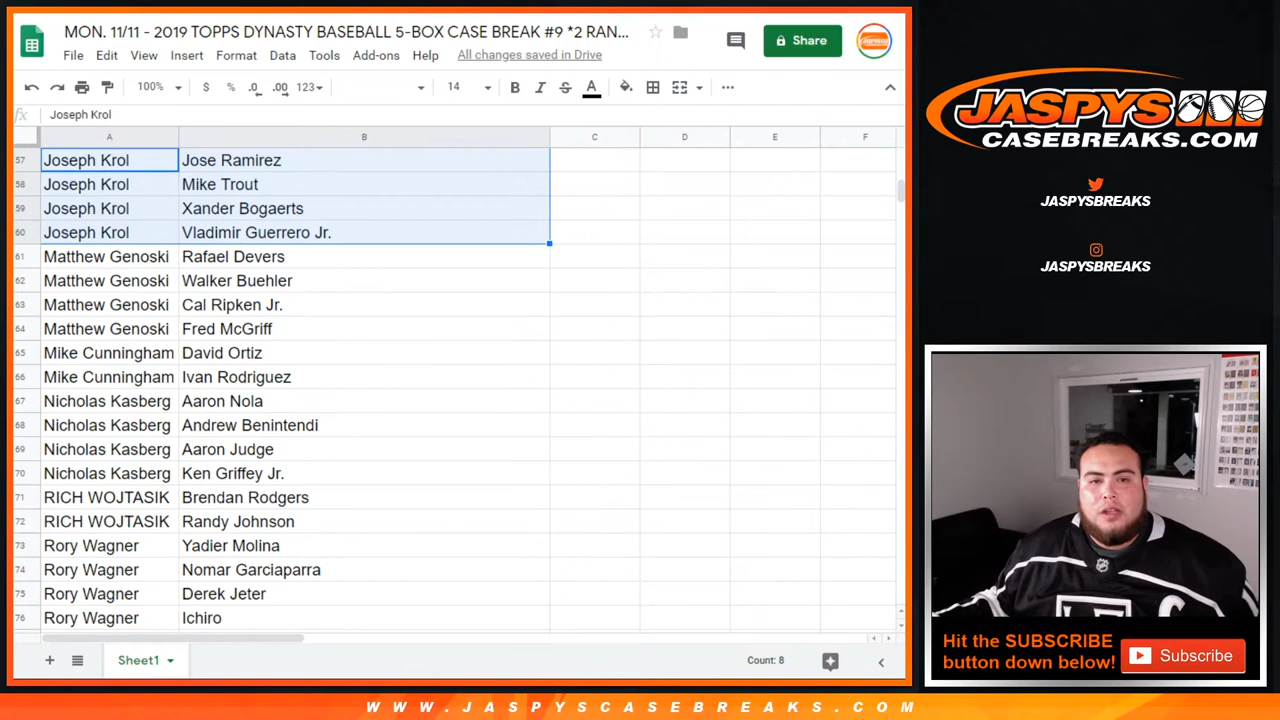 MON. 11/11 - 2019 TOPPS DYNASTY BASEBALL 5-BOX CASE BREAK #9 *2 RAN...
Share
File Edit View Insert Format Data Tools Add-ons Help All changes saved in Drive
100% $ % .0 .00 123 14 B I S A
fx Joseph Krol
A B C D E F
57 Joseph Krol Jose Ramirez
58 Joseph Krol Mike Trout
59 Joseph Krol Xander Bogaerts
60 Joseph Krol Vladimir Guerrero Jr.
61 Matthew Genoski Rafael Devers
62 Matthew Genoski Walker Buehler
63 Matthew Genoski Cal Ripken Jr.
64 Matthew Genoski Fred McGriff
65 Mike Cunningham David Ortiz
66 Mike Cunningham Ivan Rodriguez
67 Nicholas Kasberg Aaron Nola
68 Nicholas Kasberg Andrew Benintendi
69 Nicholas Kasberg Aaron Judge
70 Nicholas Kasberg Ken Griffey Jr.
71 RICH WOJTASIK Brendan Rodgers
72 RICH WOJTASIK Randy Johnson
73 Rory Wagner Yadier Molina
74 Rory Wagner Nomar Garciaparra
75 Rory Wagner Derek Jeter
76 Rory Wagner Ichiro
Sheet1
Count: 8
JASPYS
CASEBREAKS.COM
JASPYSBREAKS
JASPYSBREAKS
Hit the SUBSCRIBE
button down below!
Subscribe
WWW.JASPYSCASEBREAKS.COM